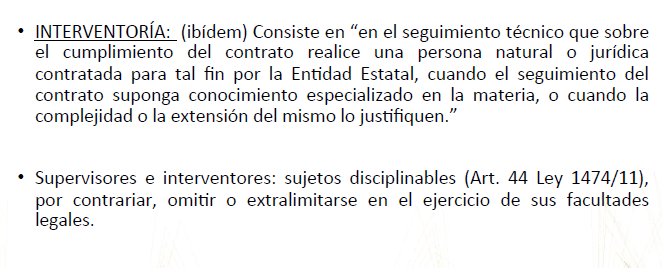 • INTERVENTORÍA: (ibídem) Consiste en “en el seguimiento técnico que sobre
el cumplimiento del contrato realice una persona natural o jurídica
contratada para tal fin por la Entidad Estatal, cuando el seguimiento del
contrato suponga conocimiento especializado en la materia, o cuando la
complejidad o la extensión del mismo lo justifiquen.”
• Supervisores e interventores: sujetos disciplinables (Art. 44 Ley 1474/11),
por contrariar, omitir o extralimitarse en el ejercicio de sus facultades
legales.